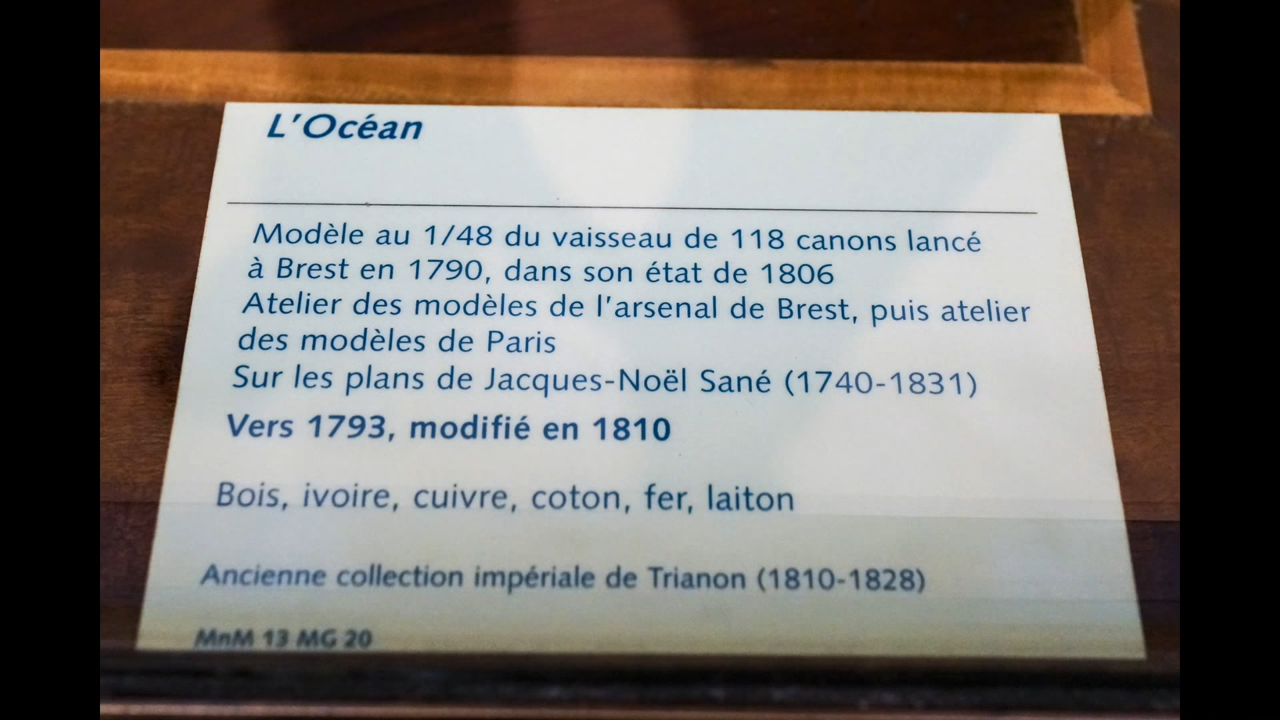 L'Océan
Modèle au 1/48 du vaisseau de 118 canons lancé
à Brest en 1790, dans son état de 1806
Atelier des modèles de l'arsenal de Brest, puis atelier
des modèles de Paris
Sur les plans de Jacques-Noël Sané (1740-1831)
Vers 1793, modifié en 1810
Bois, ivoire, cuivre, coton, fer, laiton
Ancienne collection impériale de Trianon (1810-1828)
MnM 13 MG 20